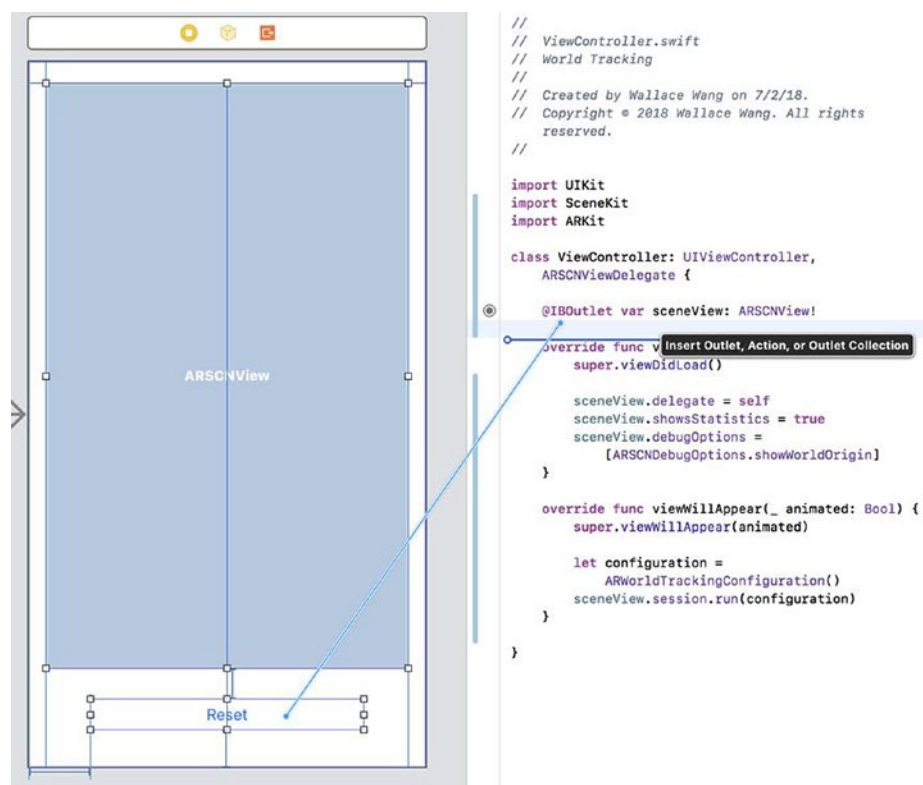 ARSCNView
Reset
//
//  ViewController.swift
//  World Tracking
//
//  Created by Wallace Wang on 7/2/18.
//  Copyright © 2018 Wallace Wang. All rights
    reserved.
//
import UIKit
import SceneKit
import ARKit
class ViewController: UIViewController,
    ARSCNViewDelegate {
    @IBOutlet var sceneView: ARSCNView!
    override func v
Insert Outlet, Action, or Outlet Collection
        super.viewDidLoad()
        sceneView.delegate = self
        sceneView.showsStatistics = true
        sceneView.debugOptions =
            [ARSCNDebugOptions.showWorldOrigin]
    }
    override func viewWillAppear(_ animated: Bool) {
        super.viewWillAppear(animated)
        let configuration =
            ARWorldTrackingConfiguration()
        sceneView.session.run(configuration)
    }
}